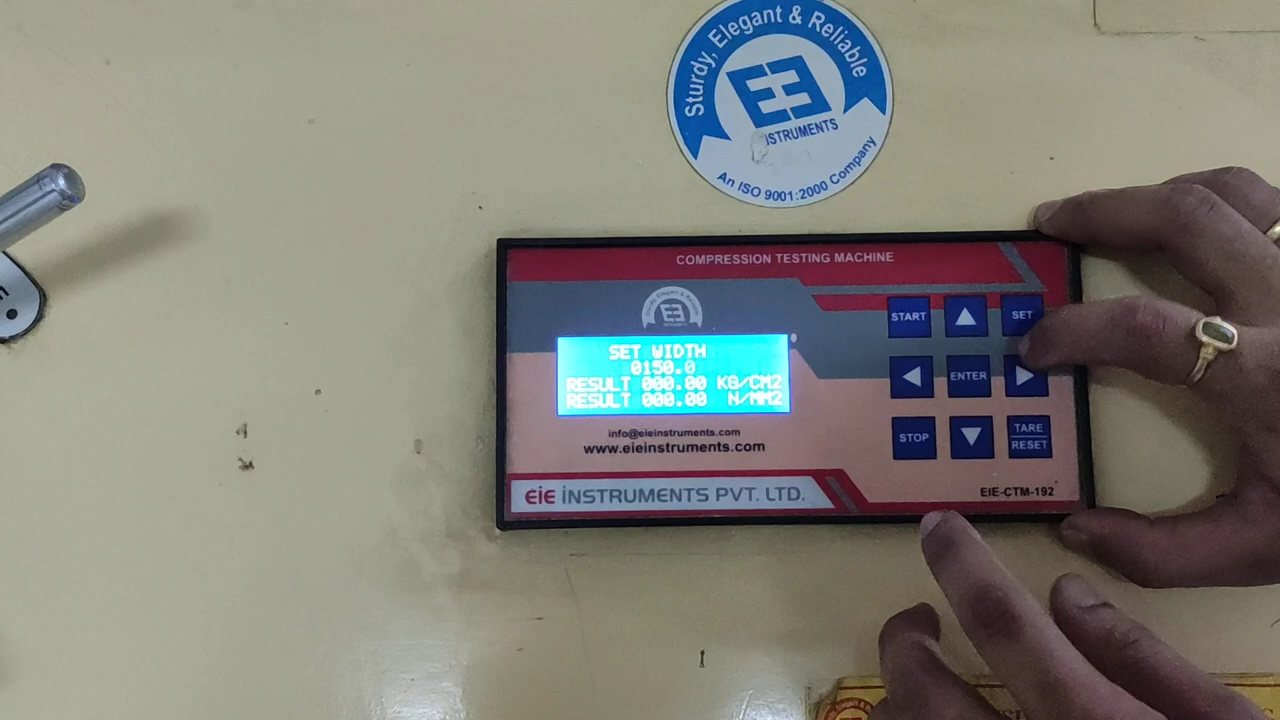 Sturdy, Elegant & Reliable
INSTRUMENTS
An ISO 9001:2000 Company
COMPRESSION TESTING MACHINE
START
SET
SET WIDTH
0150.0
RESULT 000.00 KG/CM2
RESULT 000.00 N/MM2
ENTER
STOP
TARE
RESET
info@eieinstruments.com
www.eieinstruments.com
EiE iNSTRUMENTS PVT. LTD.
EIE-CTM-192